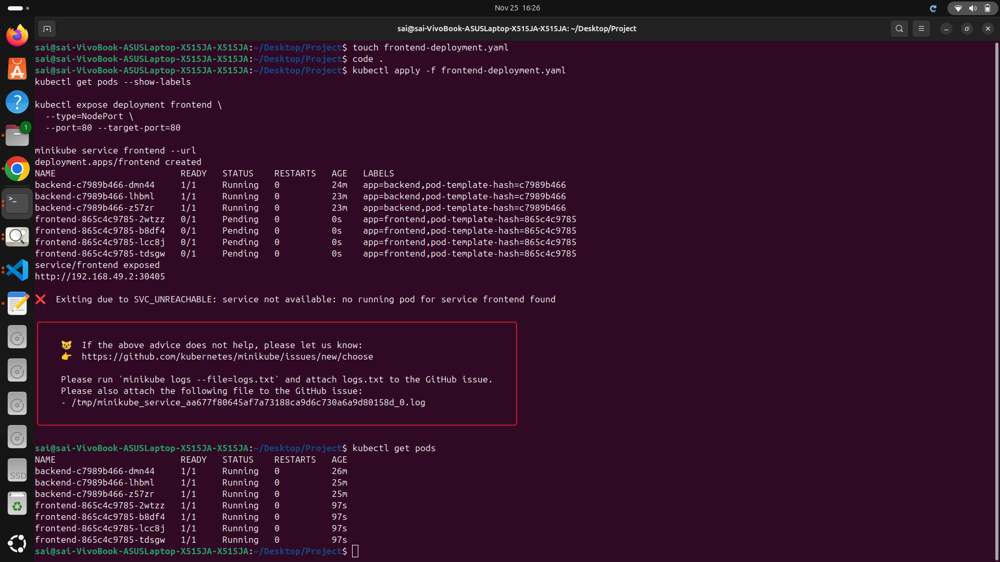 Nov 25 16:26
sai@sai-VivoBook-ASUSLaptop-X515JA-X515JA: ~/Desktop/Project
sai@sai-VivoBook-ASUSLaptop-X515JA-X515JA:~/Desktop/Project$ touch frontend-deployment.yaml
sai@sai-VivoBook-ASUSLaptop-X515JA-X515JA:~/Desktop/Project$ code .
sai@sai-VivoBook-ASUSLaptop-X515JA-X515JA:~/Desktop/Project$ kubectl apply -f frontend-deployment.yaml
kubectl get pods --show-labels
kubectl expose deployment frontend \
  --type=NodePort \
  --port=80 --target-port=80
minikube service frontend --url
deployment.apps/frontend created
NAME                        READY   STATUS    RESTARTS   AGE   LABELS
backend-c7989b466-dmn44     1/1     Running   0          24m   app=backend,pod-template-hash=c7989b466
backend-c7989b466-lhbml     1/1     Running   0          23m   app=backend,pod-template-hash=c7989b466
backend-c7989b466-z57zr     1/1     Running   0          23m   app=backend,pod-template-hash=c7989b466
frontend-865c4c9785-2wtzz   0/1     Pending   0          0s    app=frontend,pod-template-hash=865c4c9785
frontend-865c4c9785-b8df4   0/1     Pending   0          0s    app=frontend,pod-template-hash=865c4c9785
frontend-865c4c9785-lcc8j   0/1     Pending   0          0s    app=frontend,pod-template-hash=865c4c9785
frontend-865c4c9785-tdsgw   0/1     Pending   0          0s    app=frontend,pod-template-hash=865c4c9785
service/frontend exposed
http://192.168.49.2:30405
❌  Exiting due to SVC_UNREACHABLE: service not available: no running pod for service frontend found
😿  If the above advice does not help, please let us know:
👉  https://github.com/kubernetes/minikube/issues/new/choose
Please run `minikube logs --file=logs.txt` and attach logs.txt to the GitHub issue.
Please also attach the following file to the GitHub issue:
- /tmp/minikube_service_aa677f80645af7a73188ca9d6c730a6a9d80158d_0.log
sai@sai-VivoBook-ASUSLaptop-X515JA-X515JA:~/Desktop/Project$ kubectl get pods
NAME                        READY   STATUS    RESTARTS   AGE
backend-c7989b466-dmn44     1/1     Running   0          26m
backend-c7989b466-lhbml     1/1     Running   0          25m
backend-c7989b466-z57zr     1/1     Running   0          25m
frontend-865c4c9785-2wtzz   1/1     Running   0          97s
frontend-865c4c9785-b8df4   1/1     Running   0          97s
frontend-865c4c9785-lcc8j   1/1     Running   0          97s
frontend-865c4c9785-tdsgw   1/1     Running   0          97s
sai@sai-VivoBook-ASUSLaptop-X515JA-X515JA:~/Desktop/Project$
?
1
>_
SSD